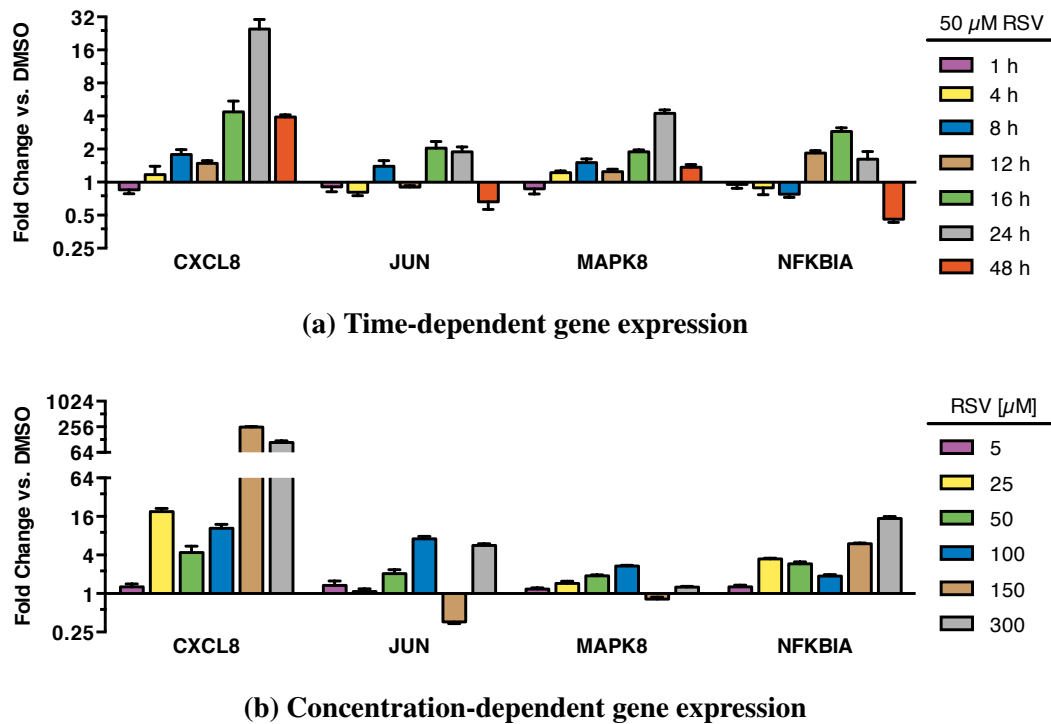 50 µM RSV
Fold Change vs. DMSO
32
16
8
4
2
1
0.5
0.25
CXCL8 JUN MAPK8 NFKBIA
1 h
4 h
8 h
12 h
16 h
24 h
48 h
(a) Time-dependent gene expression
RSV [µM]
Fold Change vs. DMSO
1024
256
64
64
16
4
1
0.25
CXCL8 JUN MAPK8 NFKBIA
5
25
50
100
150
300
(b) Concentration-dependent gene expression